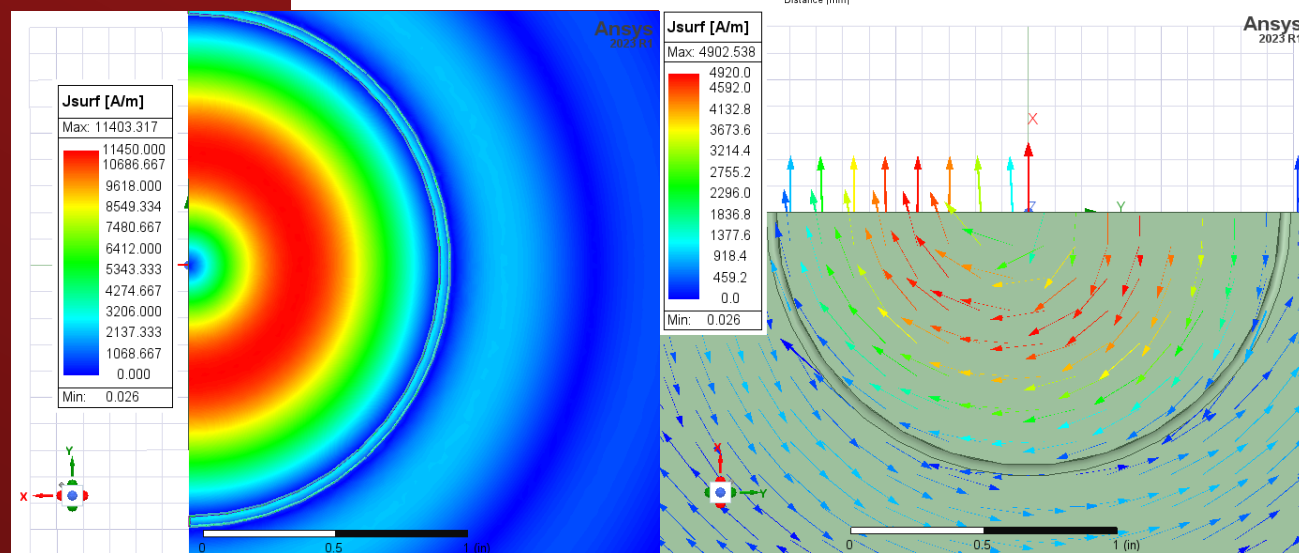 Distance [mm]
Ansys
2023 R1
Jsurf [A/m]
Max: 11403.317
11450.000
10686.667
9618.000
8549.334
7480.667
6412.000
5343.333
4274.667
3206.000
2137.333
1068.667
0.000
Min: 0.026
Y
X
0 0.5 1 (in)
Jsurf [A/m]
Max: 4902.538
4920.0
4592.0
4132.8
3673.6
3214.4
2755.2
2296.0
1836.8
1377.6
918.4
459.2
0.0
Min: 0.026
Ansys
2023 R1
X
Z
Y
Y
0 0.5 1 (in)